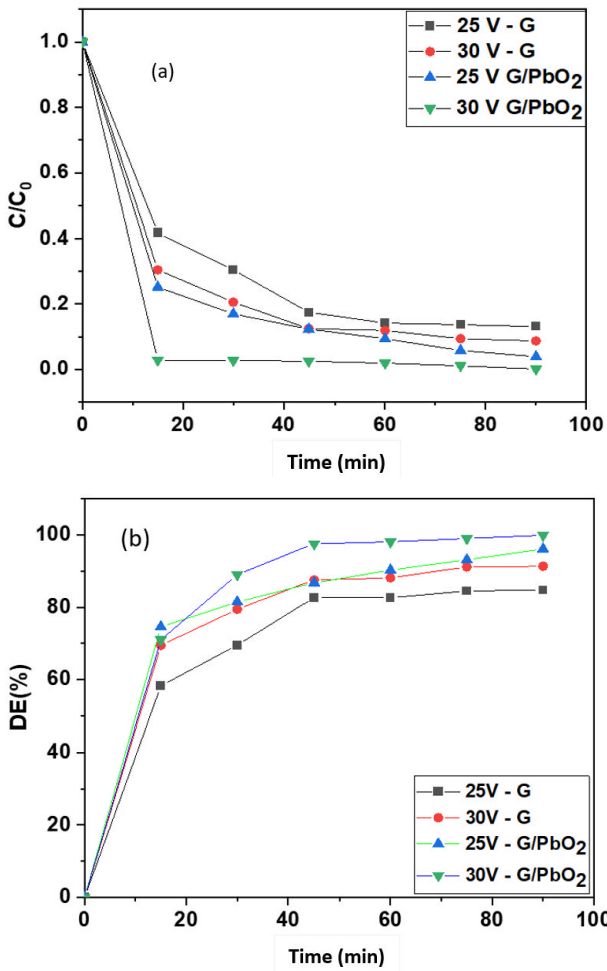 (a)
25 V - G
30 V - G
25 V G/PbO2
30 V G/PbO2
1.0
0.8
0.6
0.4
0.2
0.0
C/C0
0 20 40 60 80 100
Time (min)
(b)
100
80
60
40
20
0
DE(%)
25V - G
30V - G
25V - G/PbO2
30V - G/PbO2
0 20 40 60 80 100
Time (min)